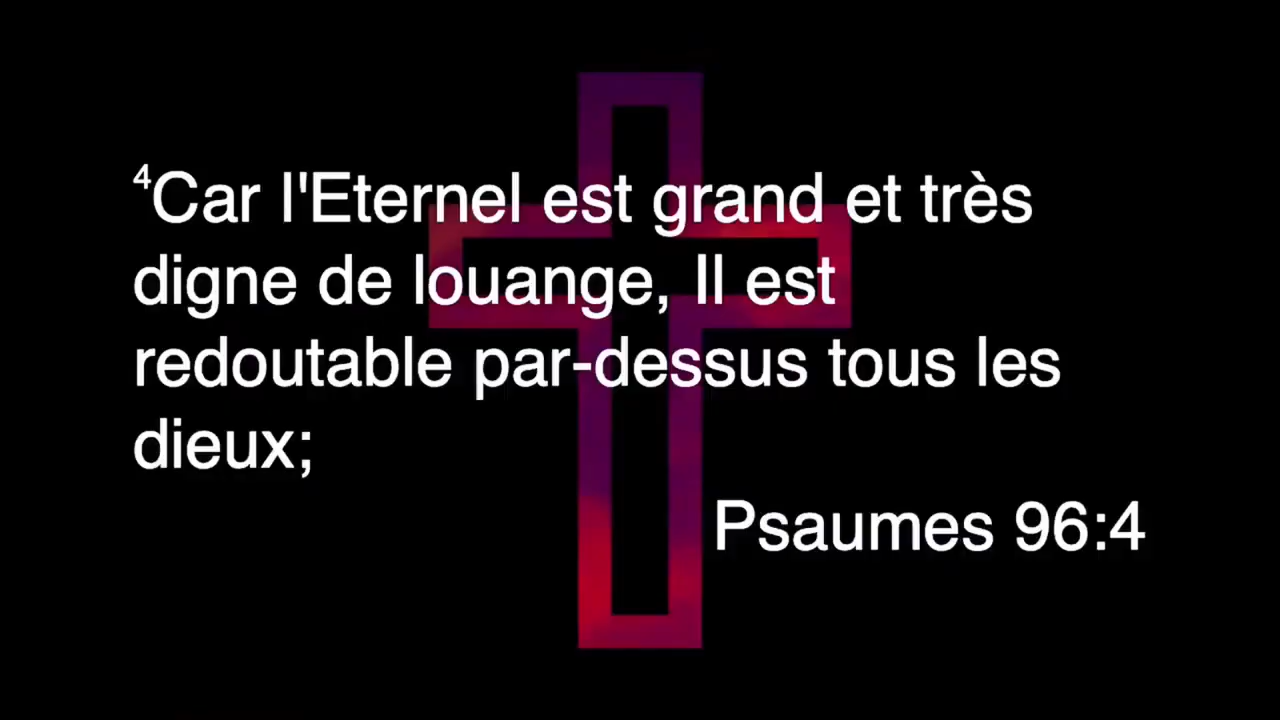 ⁴Car l'Eternel est grand et très
digne de louange, Il est
redoutable par-dessus tous les
dieux;
Psaumes 96:4